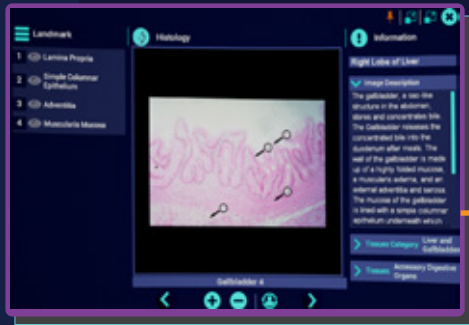 Landmark
1 Lamina Propria
2 Simple Columnar
Epithelium
3 Adventitia
4 Muscularis Mucosa
Histology
Gallbladder 4
Information
Right Lobe of Liver
Image Description
The gallbladder, a sac-like
structure in the abdomen,
stores and concentrates bile.
The Gallbladder releases the
concentrated bile into the
duodenum after meals. The
wall of the gallbladder is made
up of a highly folded mucosa,
a muscularis externa, and an
external adventitia and serosa.
The mucosa of the gallbladder
is lined with a simple columnar
epithelium underneath which
Tissues Category
Liver and
Gallbladder
Tissues
Accessory Digestive
Organs